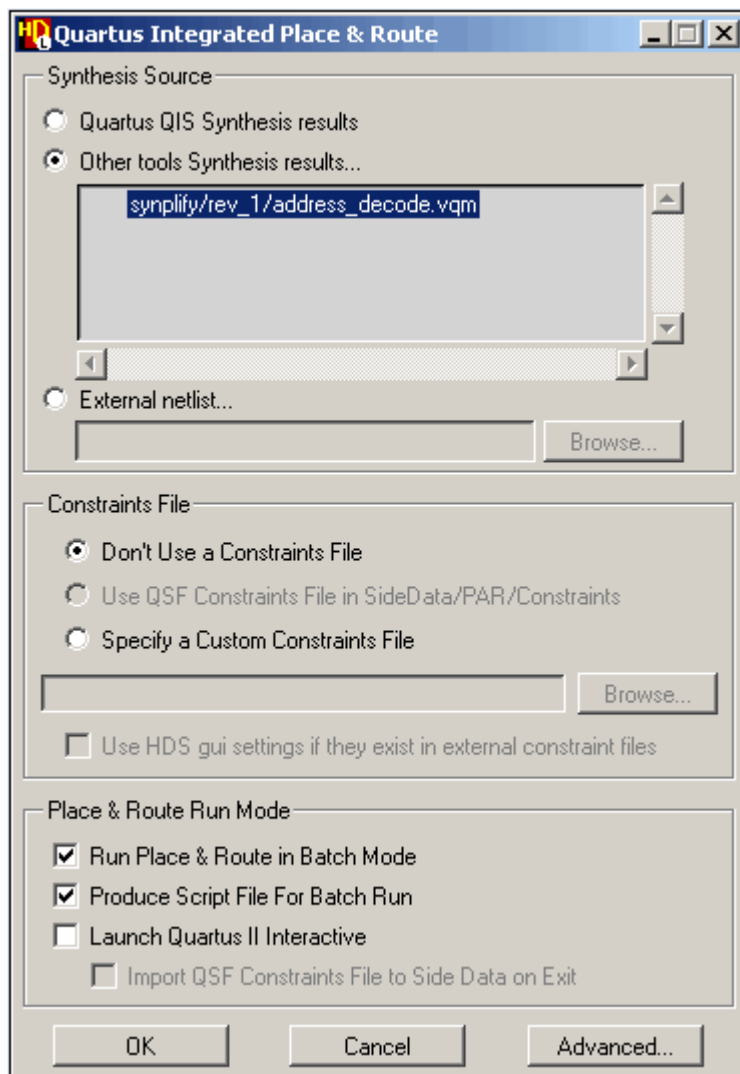 HDL Quartus Integrated Place & Route
Synthesis Source
Quartus QIS Synthesis results
Other tools Synthesis results...
synplify/rev_1/address_decode.vqm
External netlist...
Browse...
Constraints File
Don't Use a Constraints File
Use QSF Constraints File in SideData/PAR/Constraints
Specify a Custom Constraints File
Browse...
Use HDS gui settings if they exist in external constraint files
Place & Route Run Mode
Run Place & Route in Batch Mode
Produce Script File For Batch Run
Launch Quartus II Interactive
Import QSF Constraints File to Side Data on Exit
OK Cancel Advanced...